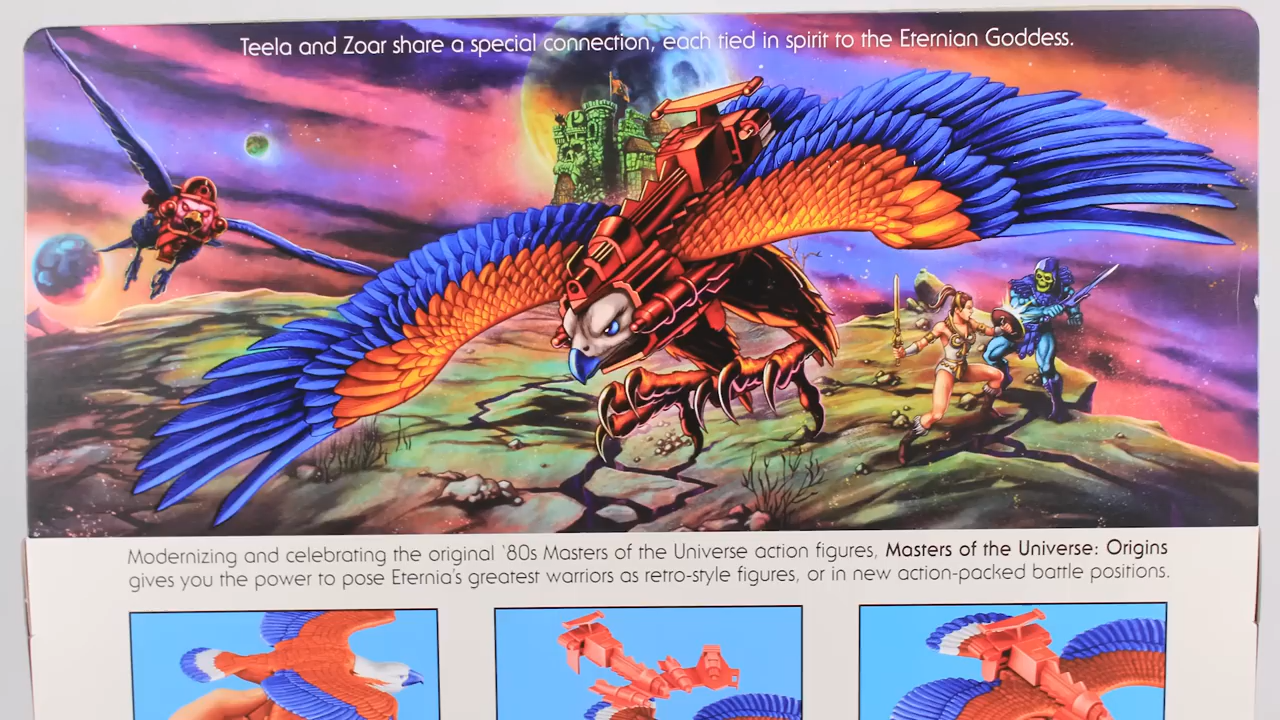 Teela and Zoar share a special connection, each tied in spirit to the Eternian Goddess.
Modernizing and celebrating the original '80s Masters of the Universe action figures, Masters of the Universe: Origins
gives you the power to pose Eternia's greatest warriors as retro-style figures, or in new action-packed battle positions.